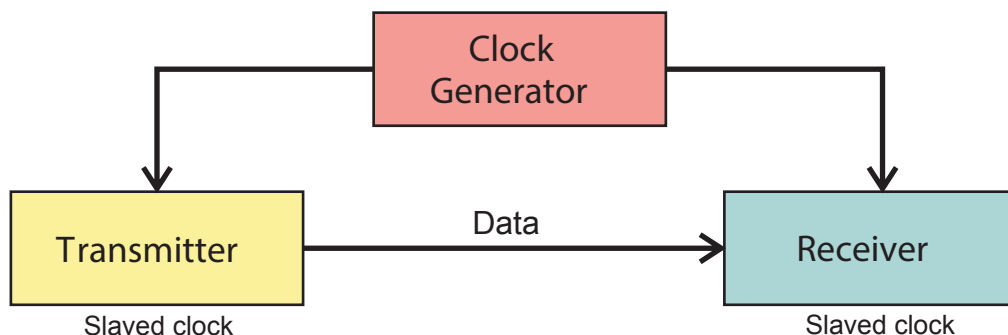 Clock
Generator
Transmitter
Data
Receiver
Slaved clock
Slaved clock